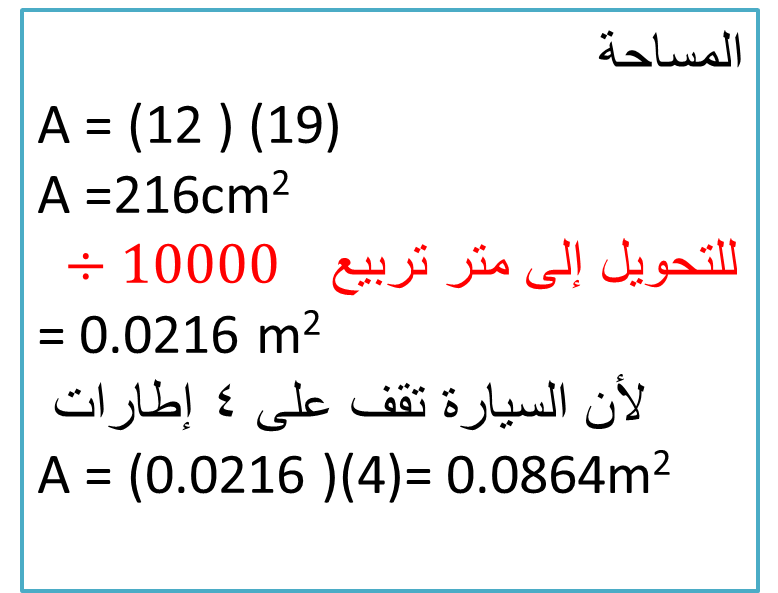 المساحة
A = (12 ) (19)
A =216cm²
للتحويل إلى متر تربيع ÷ 10000
= 0.0216 m²
لأن السيارة تقف على ٤ إطارات
A = (0.0216 )(4)= 0.0864m²